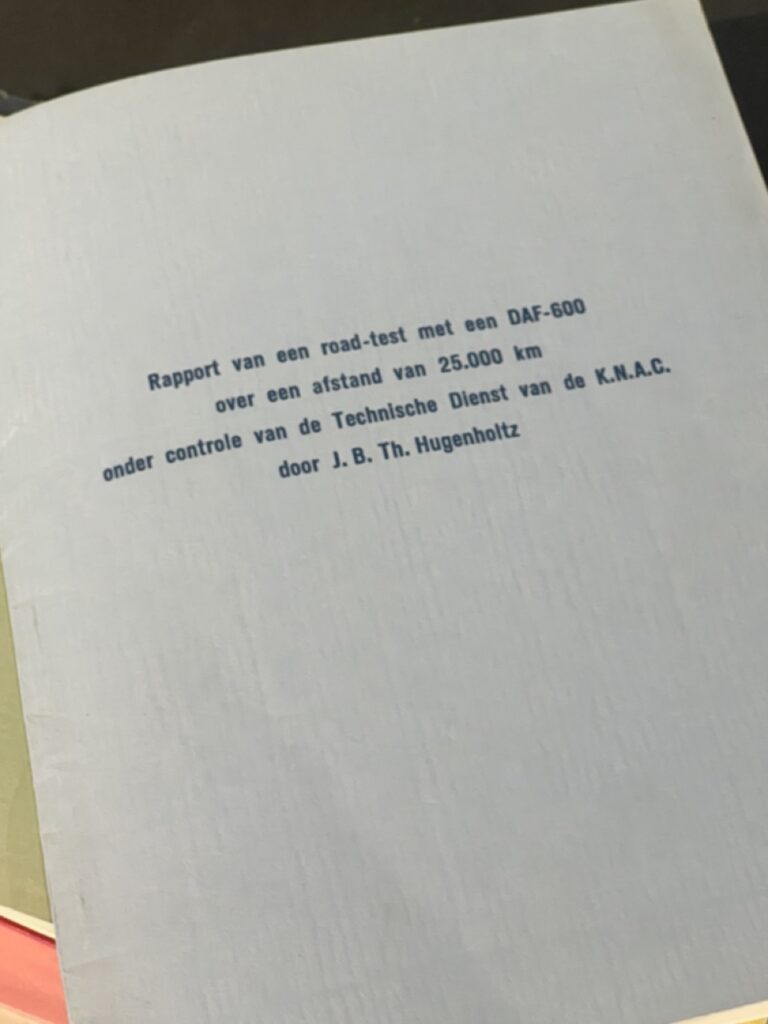 Rapport van een road-test met een DAF-600
over een afstand van 25.000 km
onder controle van de Technische Dienst van de K.N.A.C.
door J. B. Th. Hugenholtz